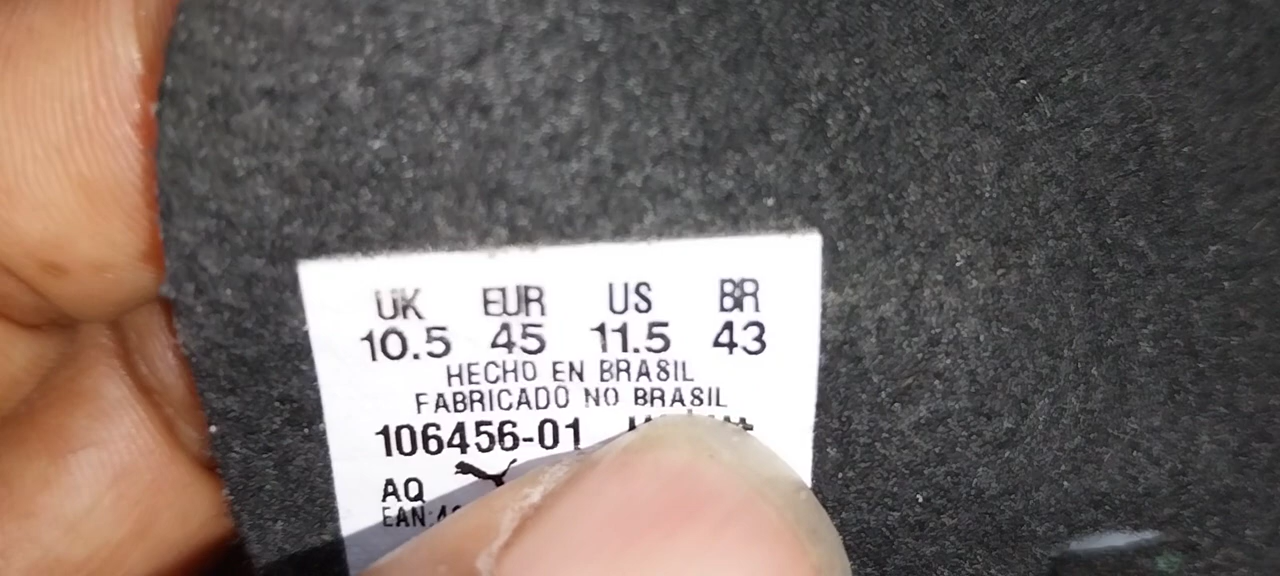 UK EUR US BR
10.5 45 11.5 43
HECHO EN BRASIL
FABRICADO NO BRASIL
106456-01
AQ
EAN: